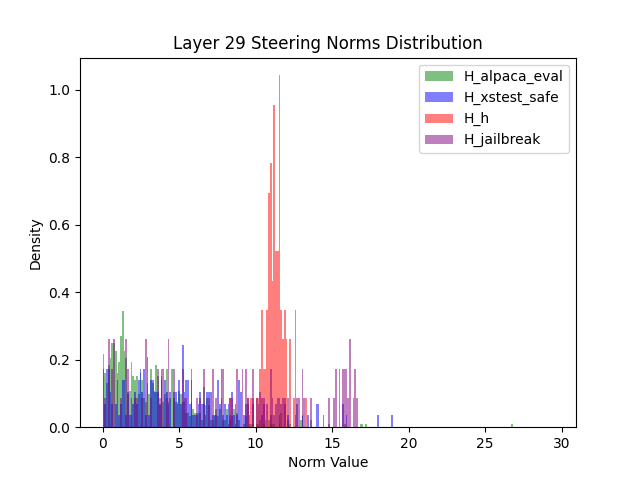 Layer 29 Steering Norms Distribution
H_alpaca_eval
H_xstest_safe
H_h
H_jailbreak
1.0
0.8
0.6
0.4
0.2
0.0
Density
0
5
10
15
20
25
30
Norm Value